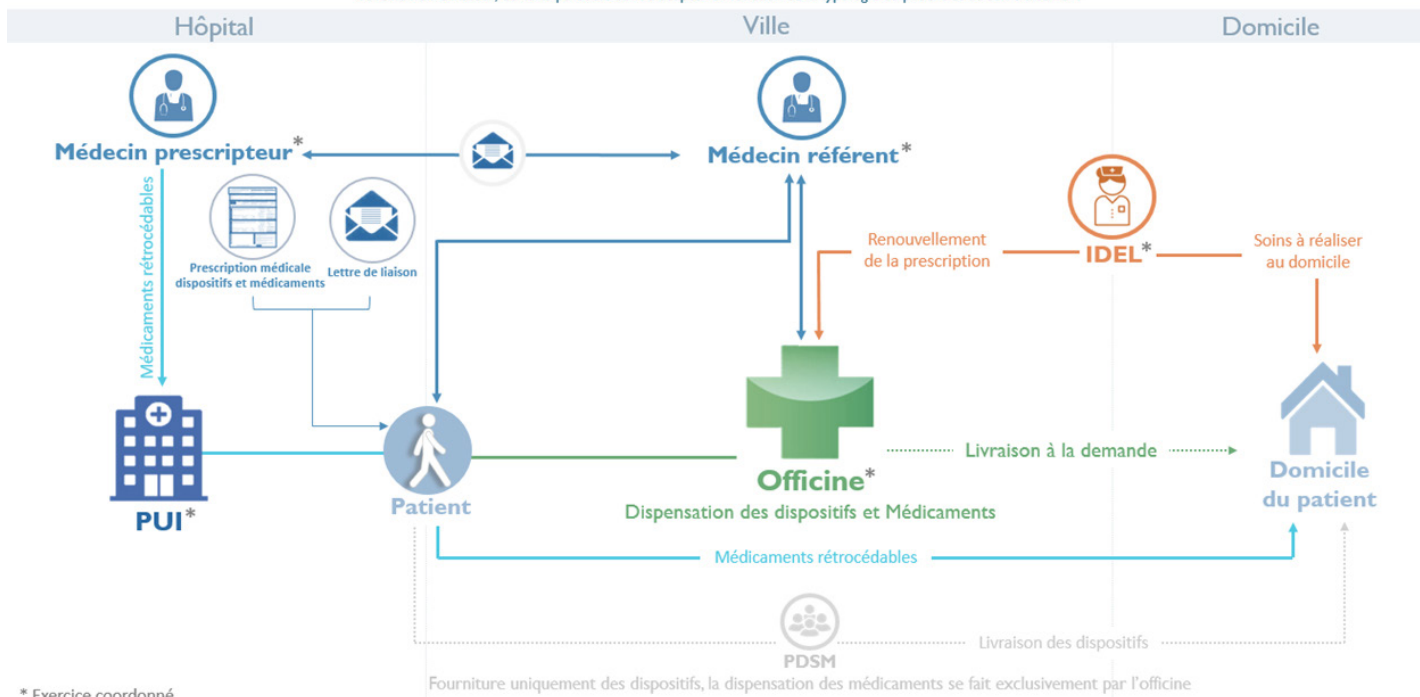 Hôpital
Ville
Domicile
Médecin prescripteur*
Médecin référent*
Médicaments rétrocédables
Prescription médicale
dispositifs et médicaments
Lettre de liaison
Renouvellement
de la prescription
IDEL*
Soins à réaliser
au domicile
PUI*
Patient
Officine*
Dispensation des dispositifs et Médicaments
Livraison à la demande
Domicile
du patient
Médicaments rétrocédables
PDSM
Livraison des dispositifs
Fourniture uniquement des dispositifs, la dispensation des médicaments se fait exclusivement par l'officine
* Exercice coordonné